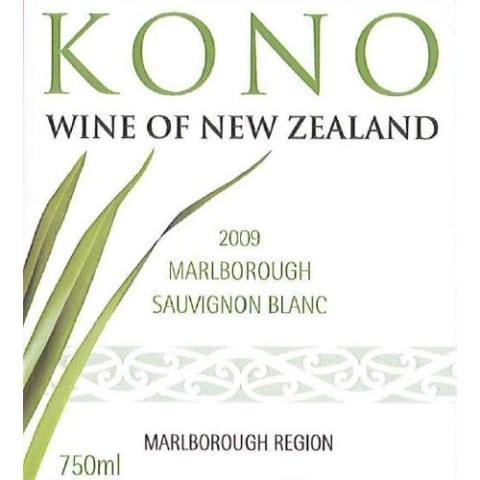 KONO
WINE OF NEW ZEALAND
2009
MARLBOROUGH
SAUVIGNON BLANC
MARLBOROUGH REGION
750ml